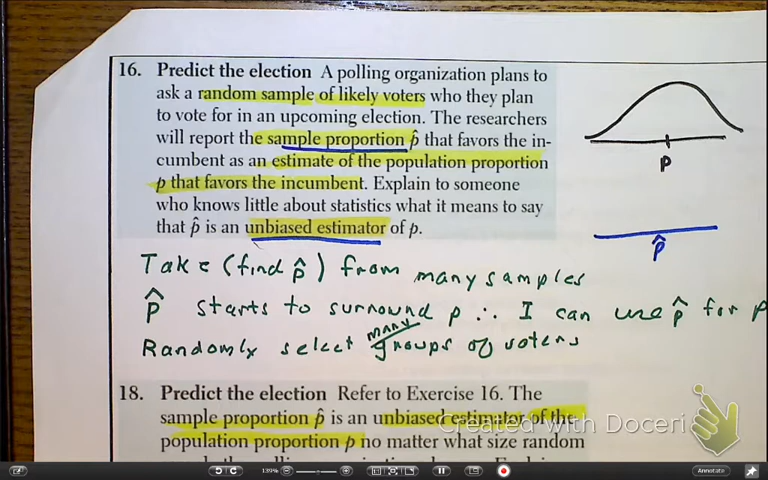 16. Predict the election A polling organization plans to
ask a random sample of likely voters who they plan
to vote for in an upcoming election. The researchers
will report the sample proportion p̂ that favors the in-
cumbent as an estimate of the population proportion
p that favors the incumbent. Explain to someone
who knows little about statistics what it means to say
that p̂ is an unbiased estimator of p.
p
p̂
Take (find p̂) from many samples
p̂ starts to surround p ∴ I can use p̂ for p
Randomly select many groups of voters
18. Predict the election Refer to Exercise 16. The
sample proportion p̂ is an unbiased estimator of the
population proportion p no matter what size random
Created with Doceri
139%
Annotate